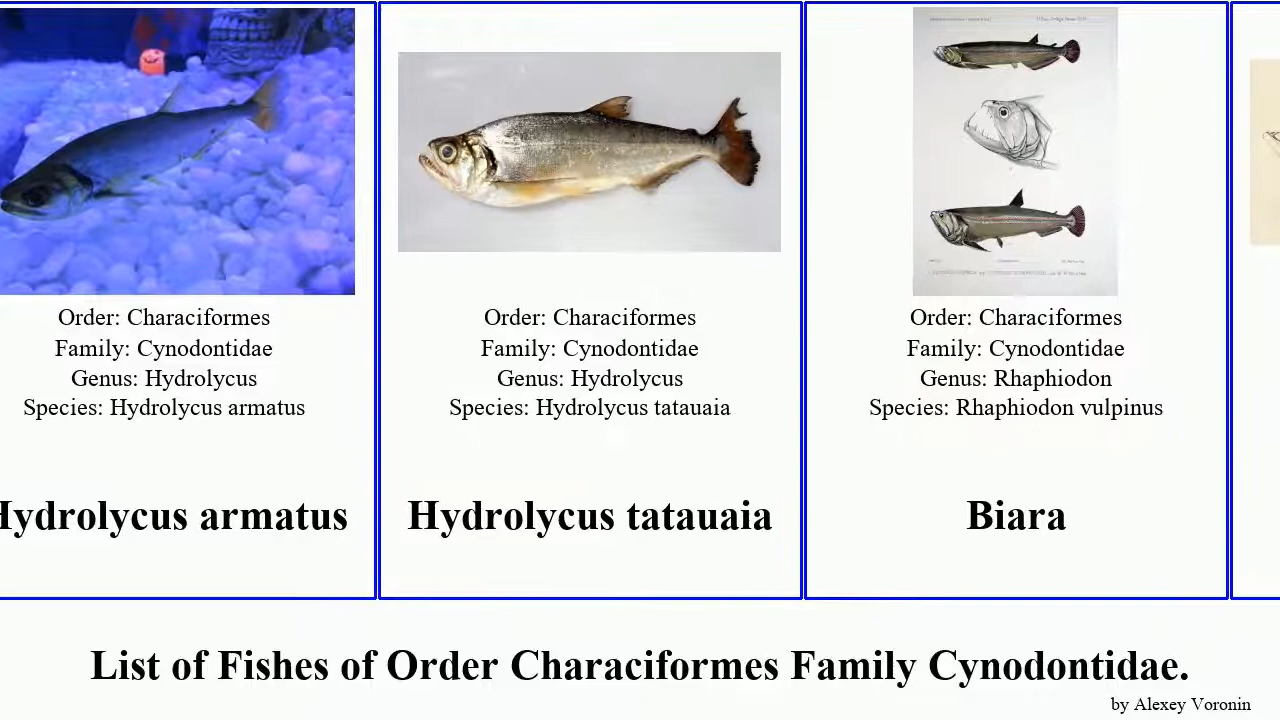 Order: Characiformes
Family: Cynodontidae
Genus: Hydrolycus
Species: Hydrolycus armatus
Hydrolycus armatus
Order: Characiformes
Family: Cynodontidae
Genus: Hydrolycus
Species: Hydrolycus tatauaia
Hydrolycus tatauaia
Order: Characiformes
Family: Cynodontidae
Genus: Rhaphiodon
Species: Rhaphiodon vulpinus
Biara
List of Fishes of Order Characiformes Family Cynodontidae.
by Alexey Voronin